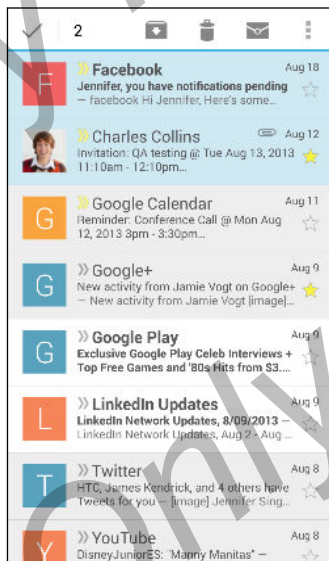 2
F
» Facebook Aug 18
Jennifer, you have notifications pending
— facebook Hi Jennifer, Here's some...
» Charles Collins Aug 12
Invitation: QA testing @ Tue Aug 13, 2013
11:10am - 12:10pm...
G
» Google Calendar Aug 11
Reminder: Conference Call @ Mon Aug
12, 2013 3pm - 3:30pm...
G
» Google+ Aug 9
New activity from Jamie Vogt on Google+
— New activity from Jamie Vogt [image]...
G
» Google Play Aug 9
Exclusive Google Play Celeb Interviews +
Top Free Games and '80s Hits from $3....
L
» LinkedIn Updates Aug 9
LinkedIn Network Updates, 8/09/2013 —
LinkedIn Network Updates, Aug 2 - Aug ...
T
» Twitter Aug 8
HTC, James Kendrick, and 4 others have
Tweets for you — [image] Jennifer Sing...
Y
» YouTube Aug 8
DisneyJuniorES: "Manny Manitas" —
only